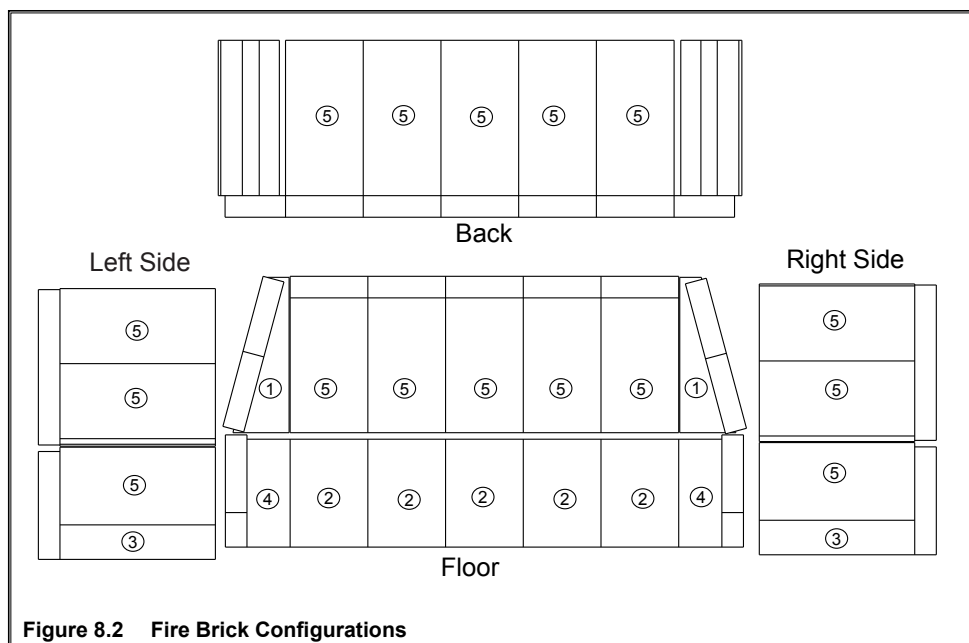 ⑤ ⑤ ⑤ ⑤ ⑤
Back
Left Side
Right Side
⑤
⑤
⑤
③
① ⑤ ⑤ ⑤ ⑤ ⑤ ①
④ ② ② ② ② ② ④
Floor
⑤
⑤
⑤
③
Figure 8.2 Fire Brick Configurations